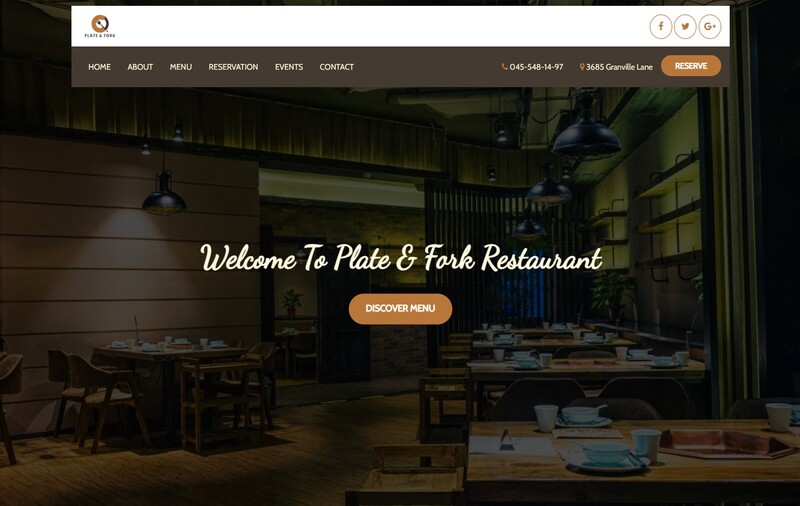 PLATE & FORK
HOME ABOUT MENU RESERVATION EVENTS CONTACT 045-548-14-97 3685 Granville Lane RESERVE
Welcome To Plate & Fork Restaurant
DISCOVER MENU